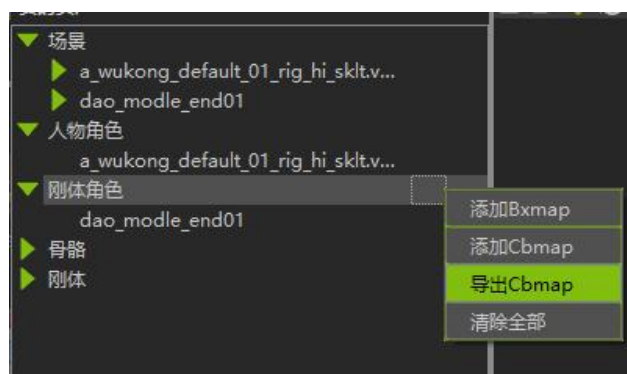 场景
a_wukong_default_01_rig_hi_sklt.v...
dao_modle_end01
人物角色
a_wukong_default_01_rig_hi_sklt.v...
刚体角色
dao_modle_end01
骨骼
刚体
添加Bxmap
添加Cbmap
导出Cbmap
清除全部